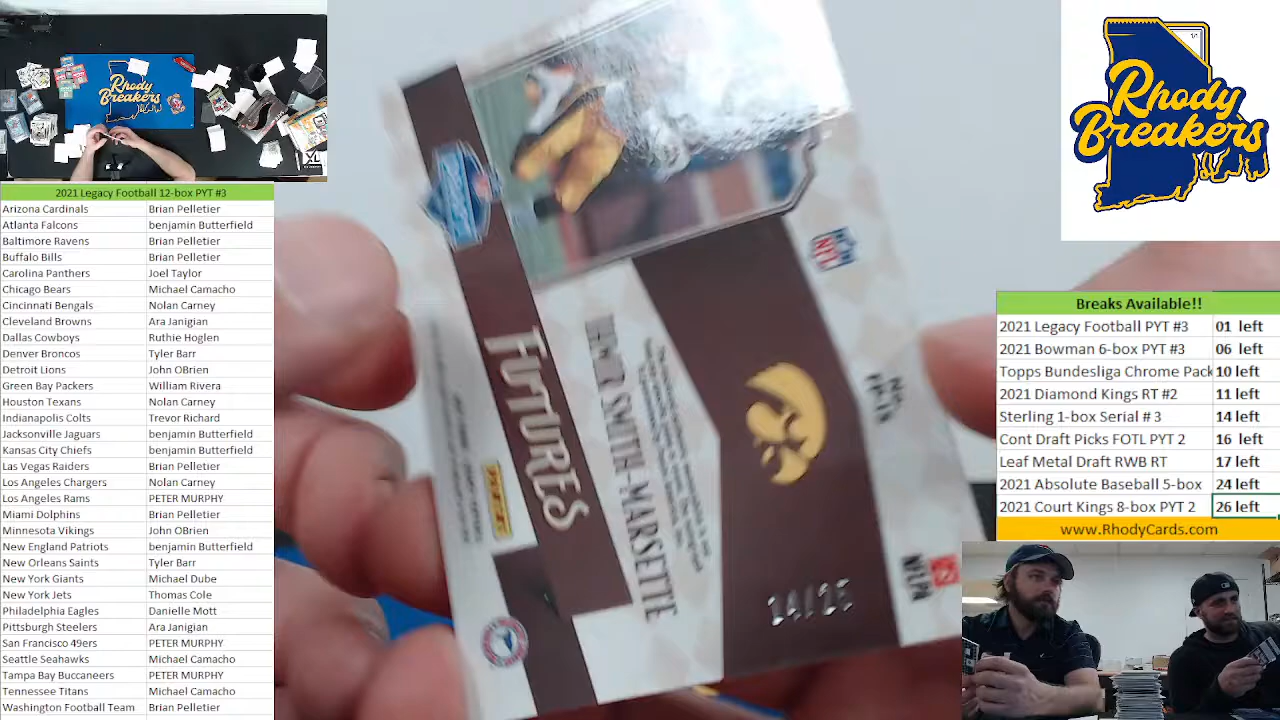 Rhody
Breakers
2021 Legacy Football 12-box PYT #3
Arizona Cardinals Brian Pelletier
Atlanta Falcons benjamin Butterfield
Baltimore Ravens Brian Pelletier
Buffalo Bills Brian Pelletier
Carolina Panthers Joel Taylor
Chicago Bears Michael Camacho
Cincinnati Bengals Nolan Carney
Cleveland Browns Ara Janigian
Dallas Cowboys Ruthie Hoglen
Denver Broncos Tyler Barr
Detroit Lions John OBrien
Green Bay Packers William Rivera
Houston Texans Nolan Carney
Indianapolis Colts Trevor Richard
Jacksonville Jaguars benjamin Butterfield
Kansas City Chiefs benjamin Butterfield
Las Vegas Raiders Brian Pelletier
Los Angeles Chargers Nolan Carney
Los Angeles Rams PETER MURPHY
Miami Dolphins Brian Pelletier
Minnesota Vikings John OBrien
New England Patriots benjamin Butterfield
New Orleans Saints Tyler Barr
New York Giants Michael Dube
New York Jets Thomas Cole
Philadelphia Eagles Danielle Mott
Pittsburgh Steelers Ara Janigian
San Francisco 49ers PETER MURPHY
Seattle Seahawks Michael Camacho
Tampa Bay Buccaneers PETER MURPHY
Tennessee Titans Michael Camacho
Washington Football Team Brian Pelletier
FUTURES
SMITH-MARSETTE
NFL
NFLPA
Rhody
Breakers
Breaks Available!!
2021 Legacy Football PYT #3 01 left
2021 Bowman 6-box PYT #3 06 left
Topps Bundesliga Chrome Pack 10 left
2021 Diamond Kings RT #2 11 left
Sterling 1-box Serial # 3 14 left
Cont Draft Picks FOTL PYT 2 16 left
Leaf Metal Draft RWB RT 17 left
2021 Absolute Baseball 5-box 24 left
2021 Court Kings 8-box PYT 2 26 left
www.RhodyCards.com